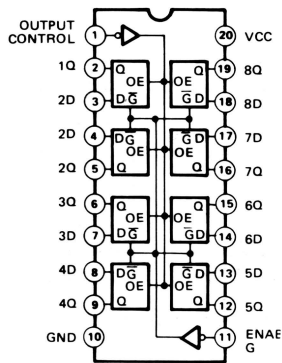 OUTPUT
CONTROL 1 20 VCC
1Q 2 Q OE Q OE 19 8Q
2D 3 D G̅ G̅ D 18 8D
2D 4 D G̅ G̅ D 17 7D
2Q 5 Q OE OE Q 16 7Q
3Q 6 Q OE OE Q 15 6Q
3D 7 D G̅ G̅ D 14 6D
4D 8 D G̅ G̅ D 13 5D
4Q 9 Q OE OE Q 12 5Q
GND 10 11 ENAE
G